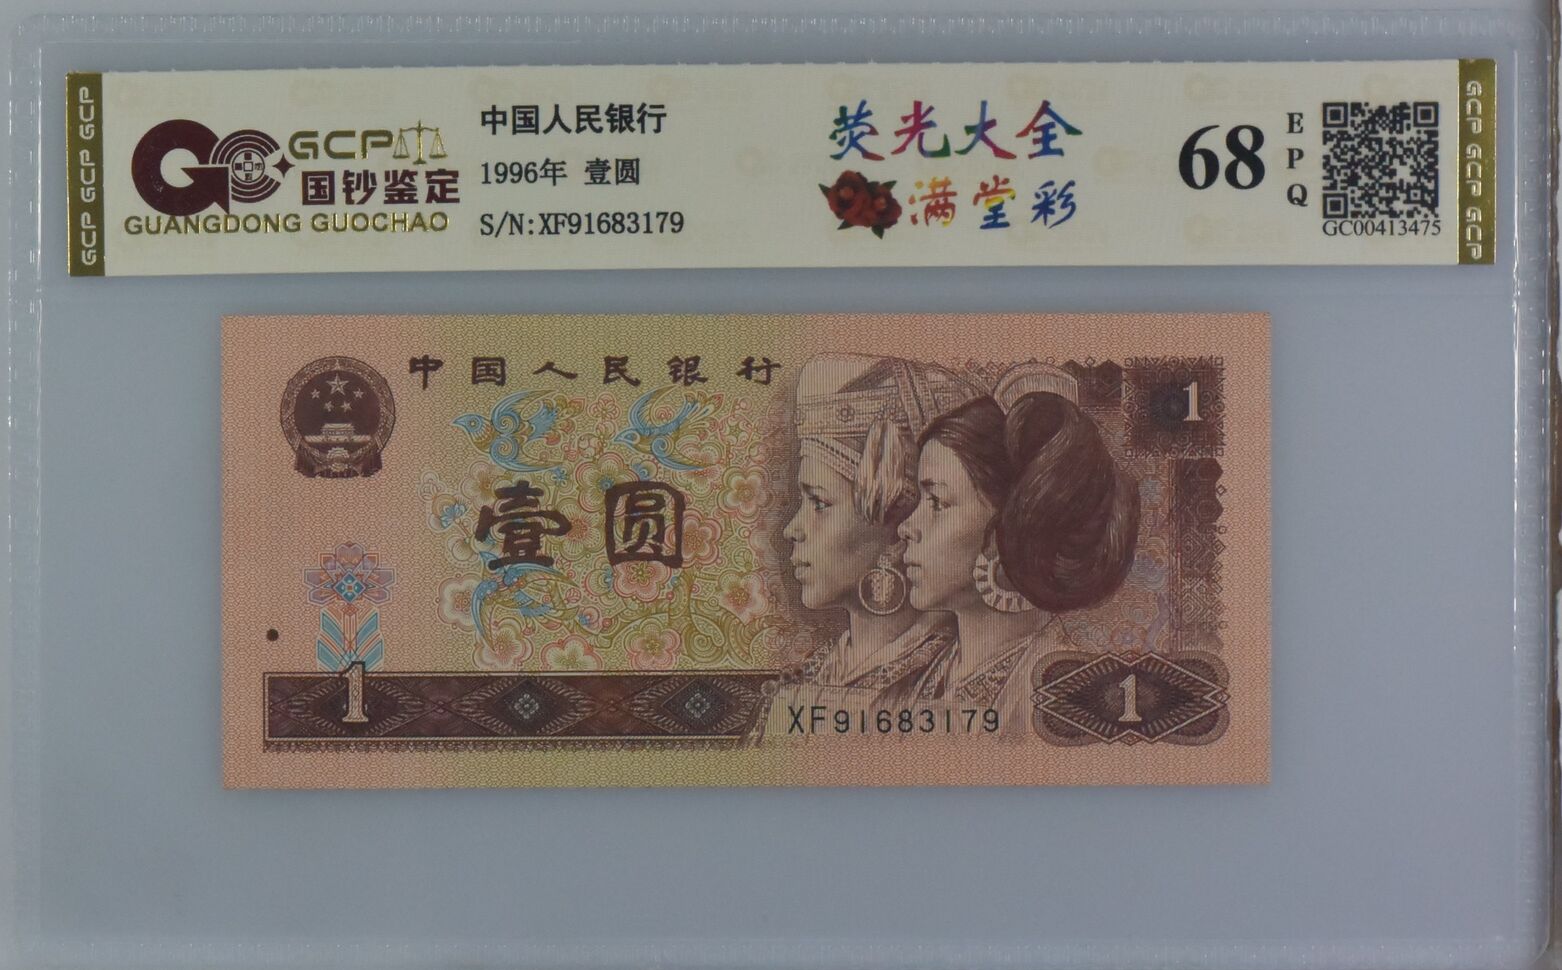 GCP GCP GCP
GCP
国钞鉴定
GUANGDONG GUOCHAO
中国人民银行
1996年 壹圆
S/N:XF91683179
荧光大全
满堂彩
68
EPQ
GC00413475
GCP GCP GCP
中国人民银行
1
壹圆
1
XF91683179
1